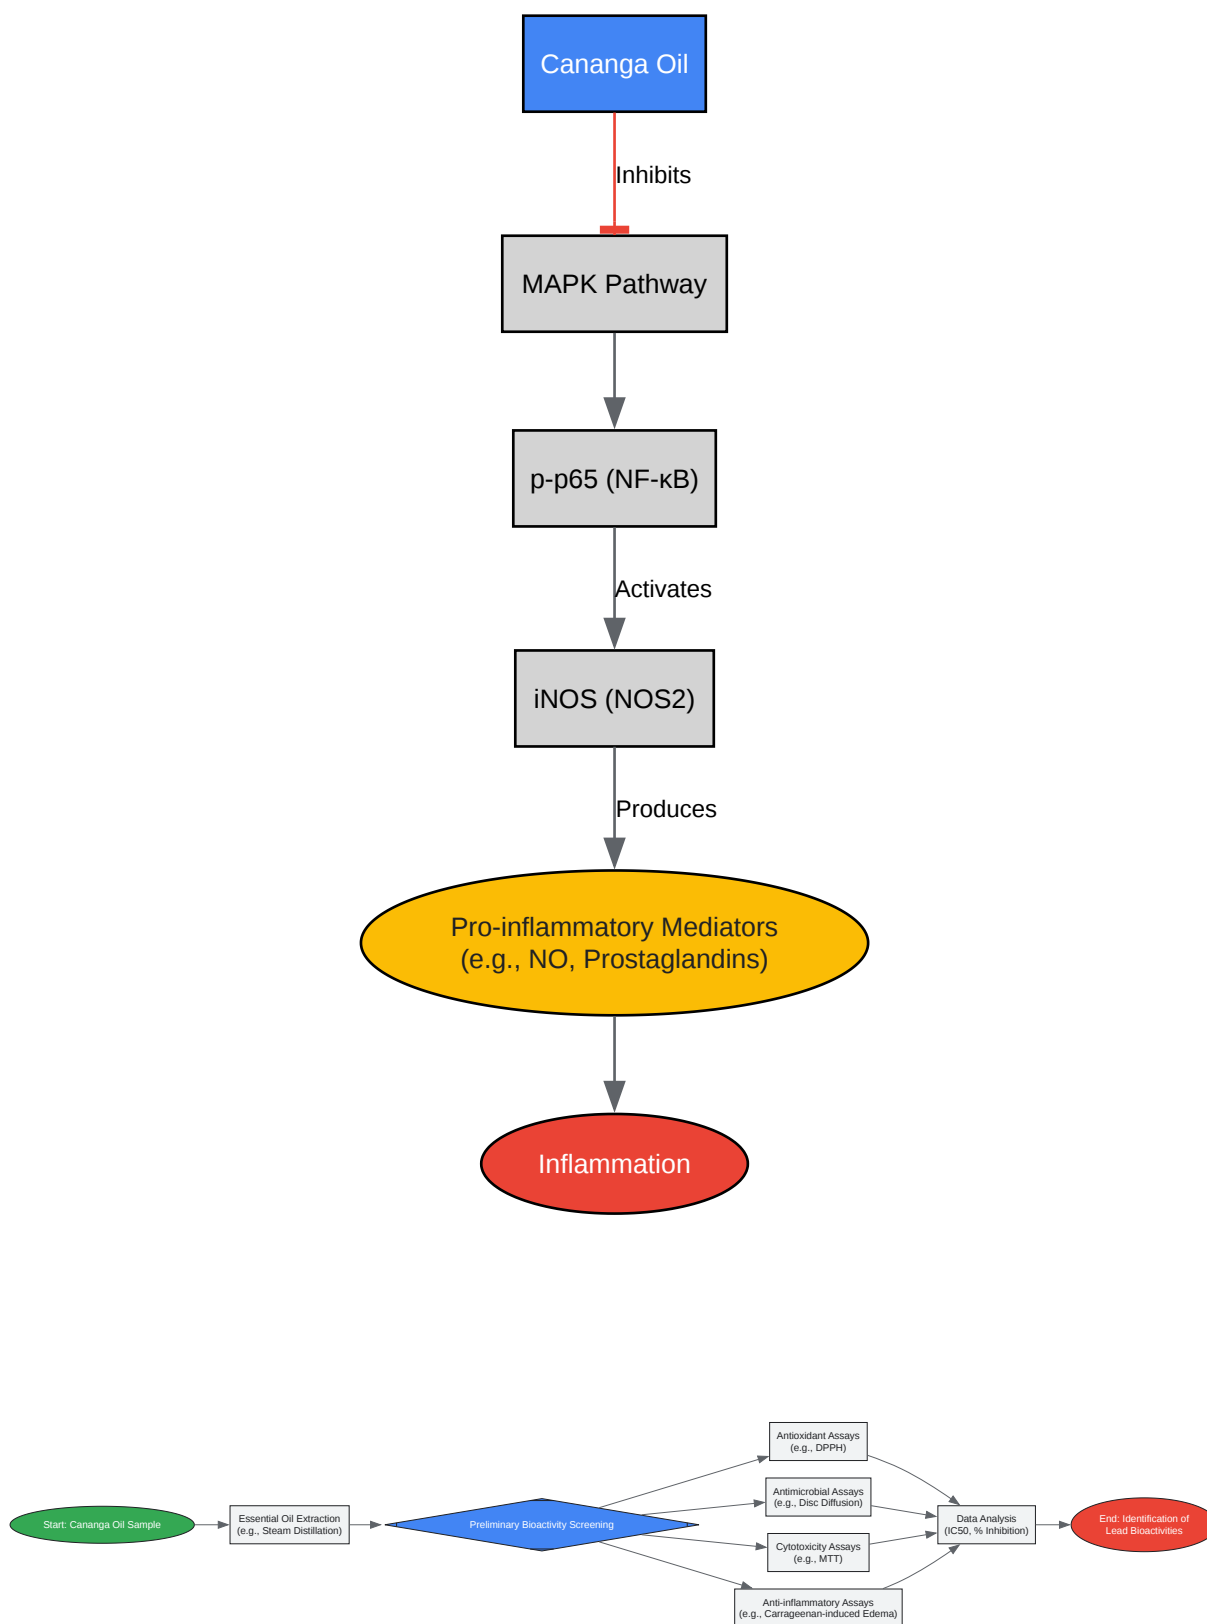 Cananga Oil
Inhibits
MAPK Pathway
p-p65 (NF-κB)
Activates
iNOS (NOS2)
Produces
Pro-inflammatory Mediators
(e.g., NO, Prostaglandins)
Inflammation
Start: Cananga Oil Sample
Essential Oil Extraction
(e.g., Steam Distillation)
Preliminary Bioactivity Screening
Antioxidant Assays
(e.g., DPPH)
Antimicrobial Assays
(e.g., Disc Diffusion)
Cytotoxicity Assays
(e.g., MTT)
Anti-inflammatory Assays
(e.g., Carrageenan-induced Edema)
Data Analysis
(IC50, % Inhibition)
End: Identification of
Lead Bioactivities